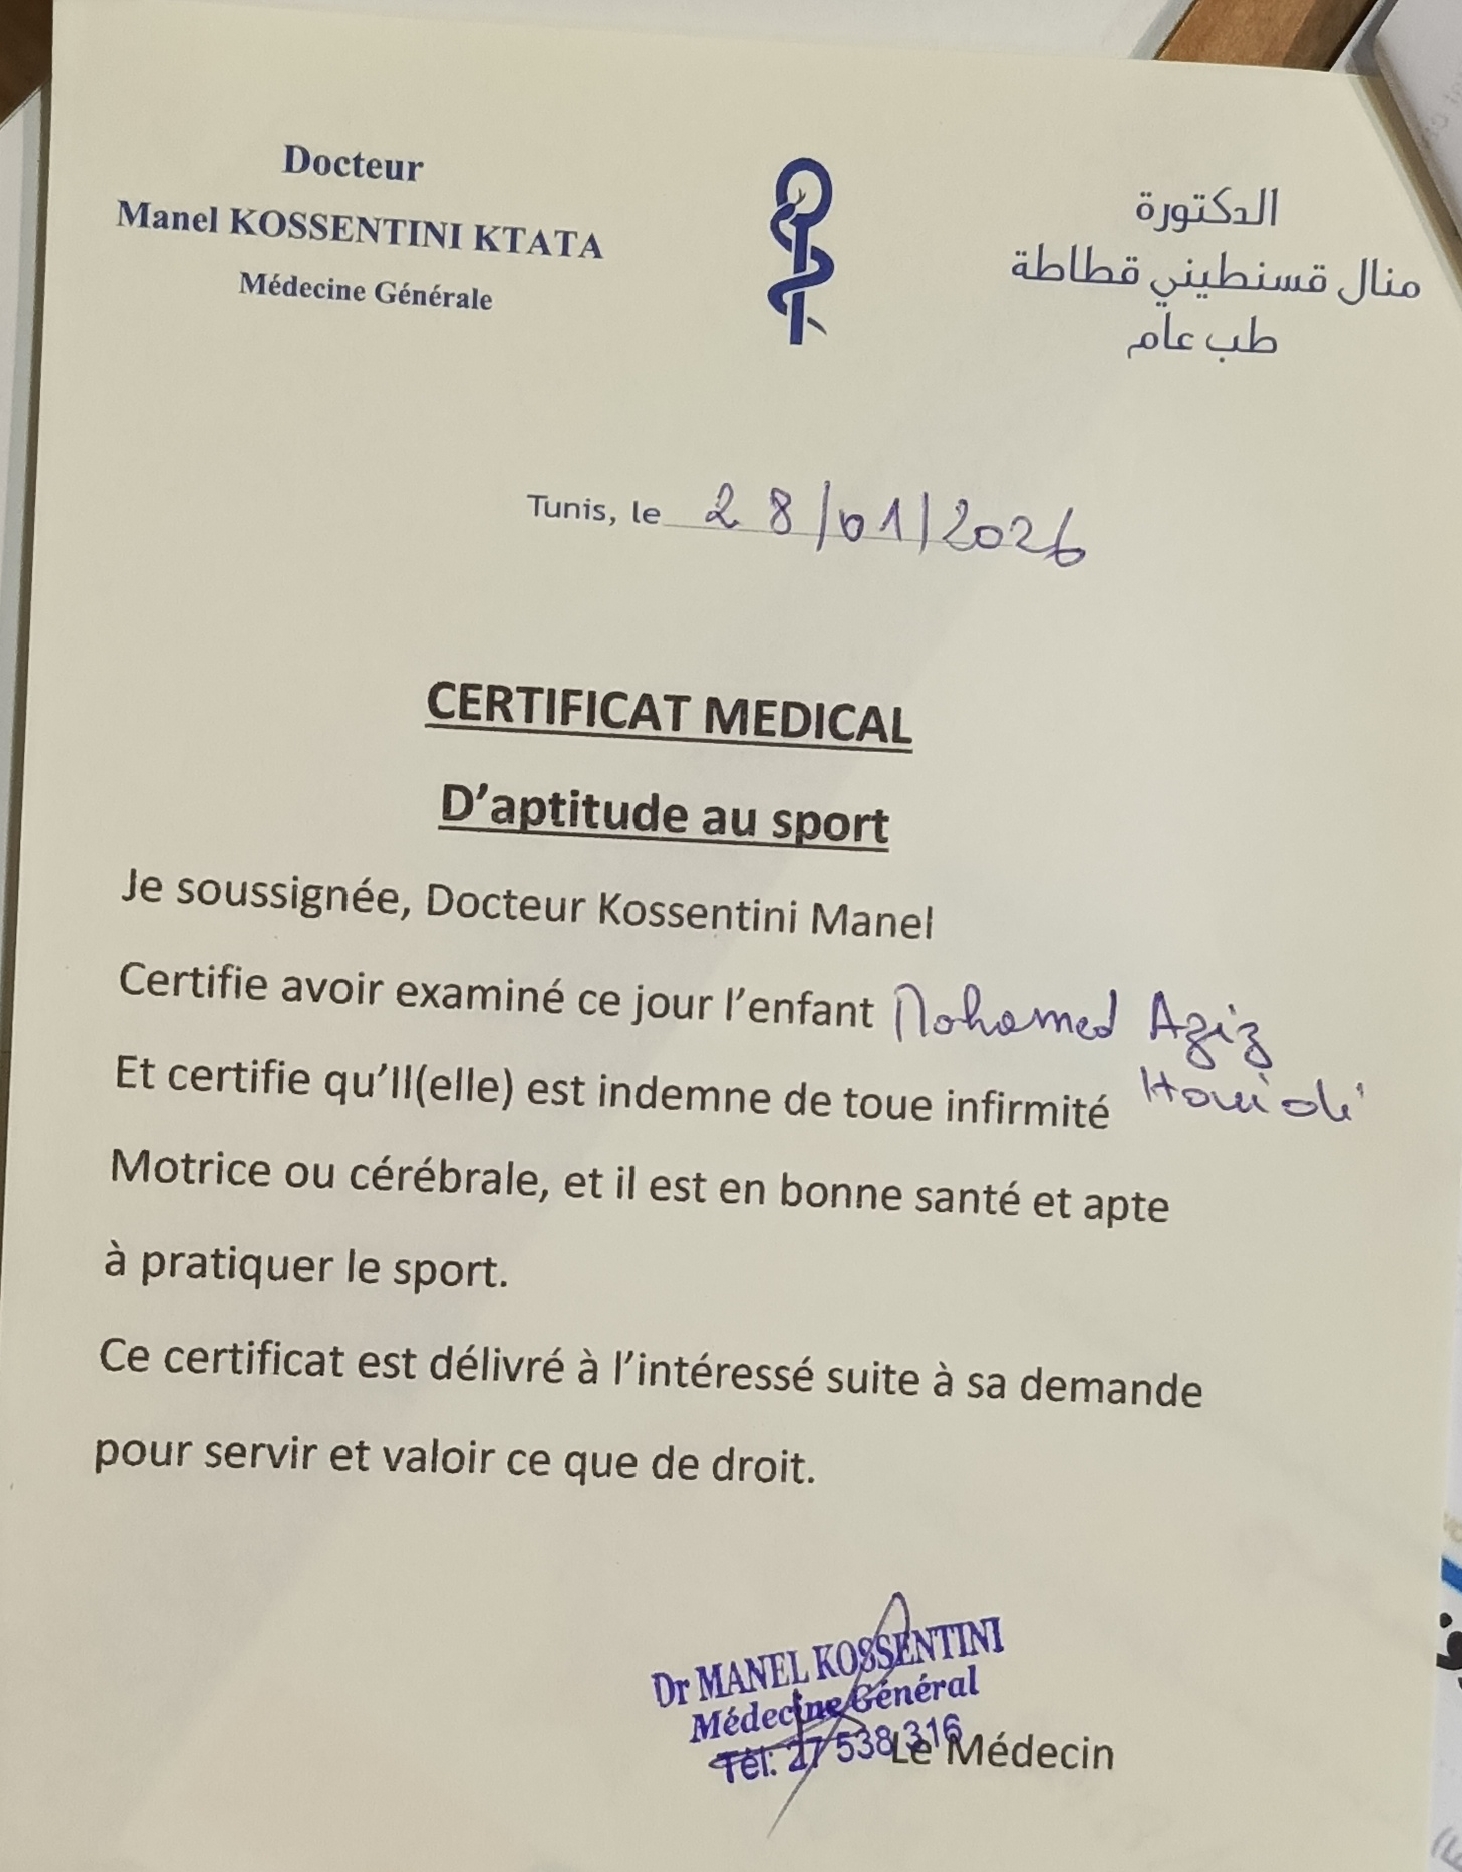 Docteur
Manel KOSSENTINI KTATA
Médecine Générale
الدكتورة
منال قسنطيني قطاطة
طب عام
Tunis, le 28/01/2026
CERTIFICAT MEDICAL
D’aptitude au sport
Je soussignée, Docteur Kossentini Manel
Certifie avoir examiné ce jour l’enfant Mohamed Aziz
Et certifie qu’Il(elle) est indemne de toue infirmité Houidi
Motrice ou cérébrale, et il est en bonne santé et apte
à pratiquer le sport.
Ce certificat est délivré à l’intéressé suite à sa demande
pour servir et valoir ce que de droit.
Dr MANEL KOSSENTINI
Médecine Général
Tél: 27 538 316
Le Médecin